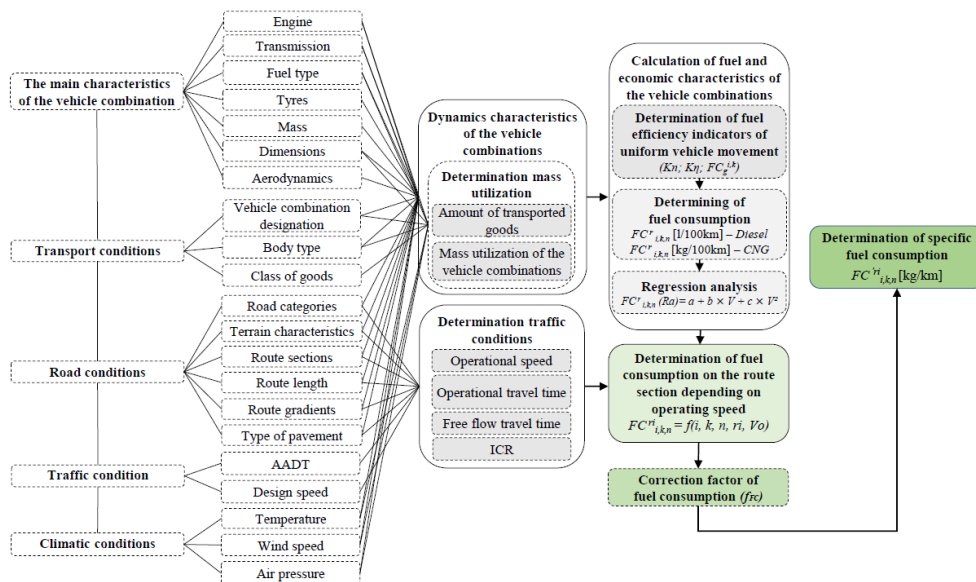 The main characteristics
of the vehicle combination
Transport conditions
Road conditions
Traffic condition
Climatic conditions
Engine
Transmission
Fuel type
Tyres
Mass
Dimensions
Aerodynamics
Vehicle combination
designation
Body type
Class of goods
Road categories
Terrain characteristics
Route sections
Route length
Route gradients
Type of pavement
AADT
Design speed
Temperature
Wind speed
Air pressure
Dynamics characteristics
of the vehicle
combinations
Determination mass
utilization
Amount of transported
goods
Mass utilization of the
vehicle combinations
Determination traffic
conditions
Operational speed
Operational travel time
Free flow travel time
ICR
Calculation of fuel and
economic characteristics of
the vehicle combinations
Determination of fuel
efficiency indicators of
uniform vehicle movement
(Kn; Kη; FC_g^{i,k})
Determining of
fuel consumption
FC^r_{i,k,n} [l/100km] – Diesel
FC^r_{i,k,n} [kg/100km] – CNG
Regression analysis
FC^r_{i,k,n} (Ra)= a + b × V + c × V²
Determination of fuel
consumption on the route
section depending on
operating speed
FC^{ri}_{i,k,n} = f(i, k, n, ri, Vo)
Correction factor of
fuel consumption (f_{FC})
Determination of specific
fuel consumption
FC^{'ri}_{i,k,n} [kg/km]